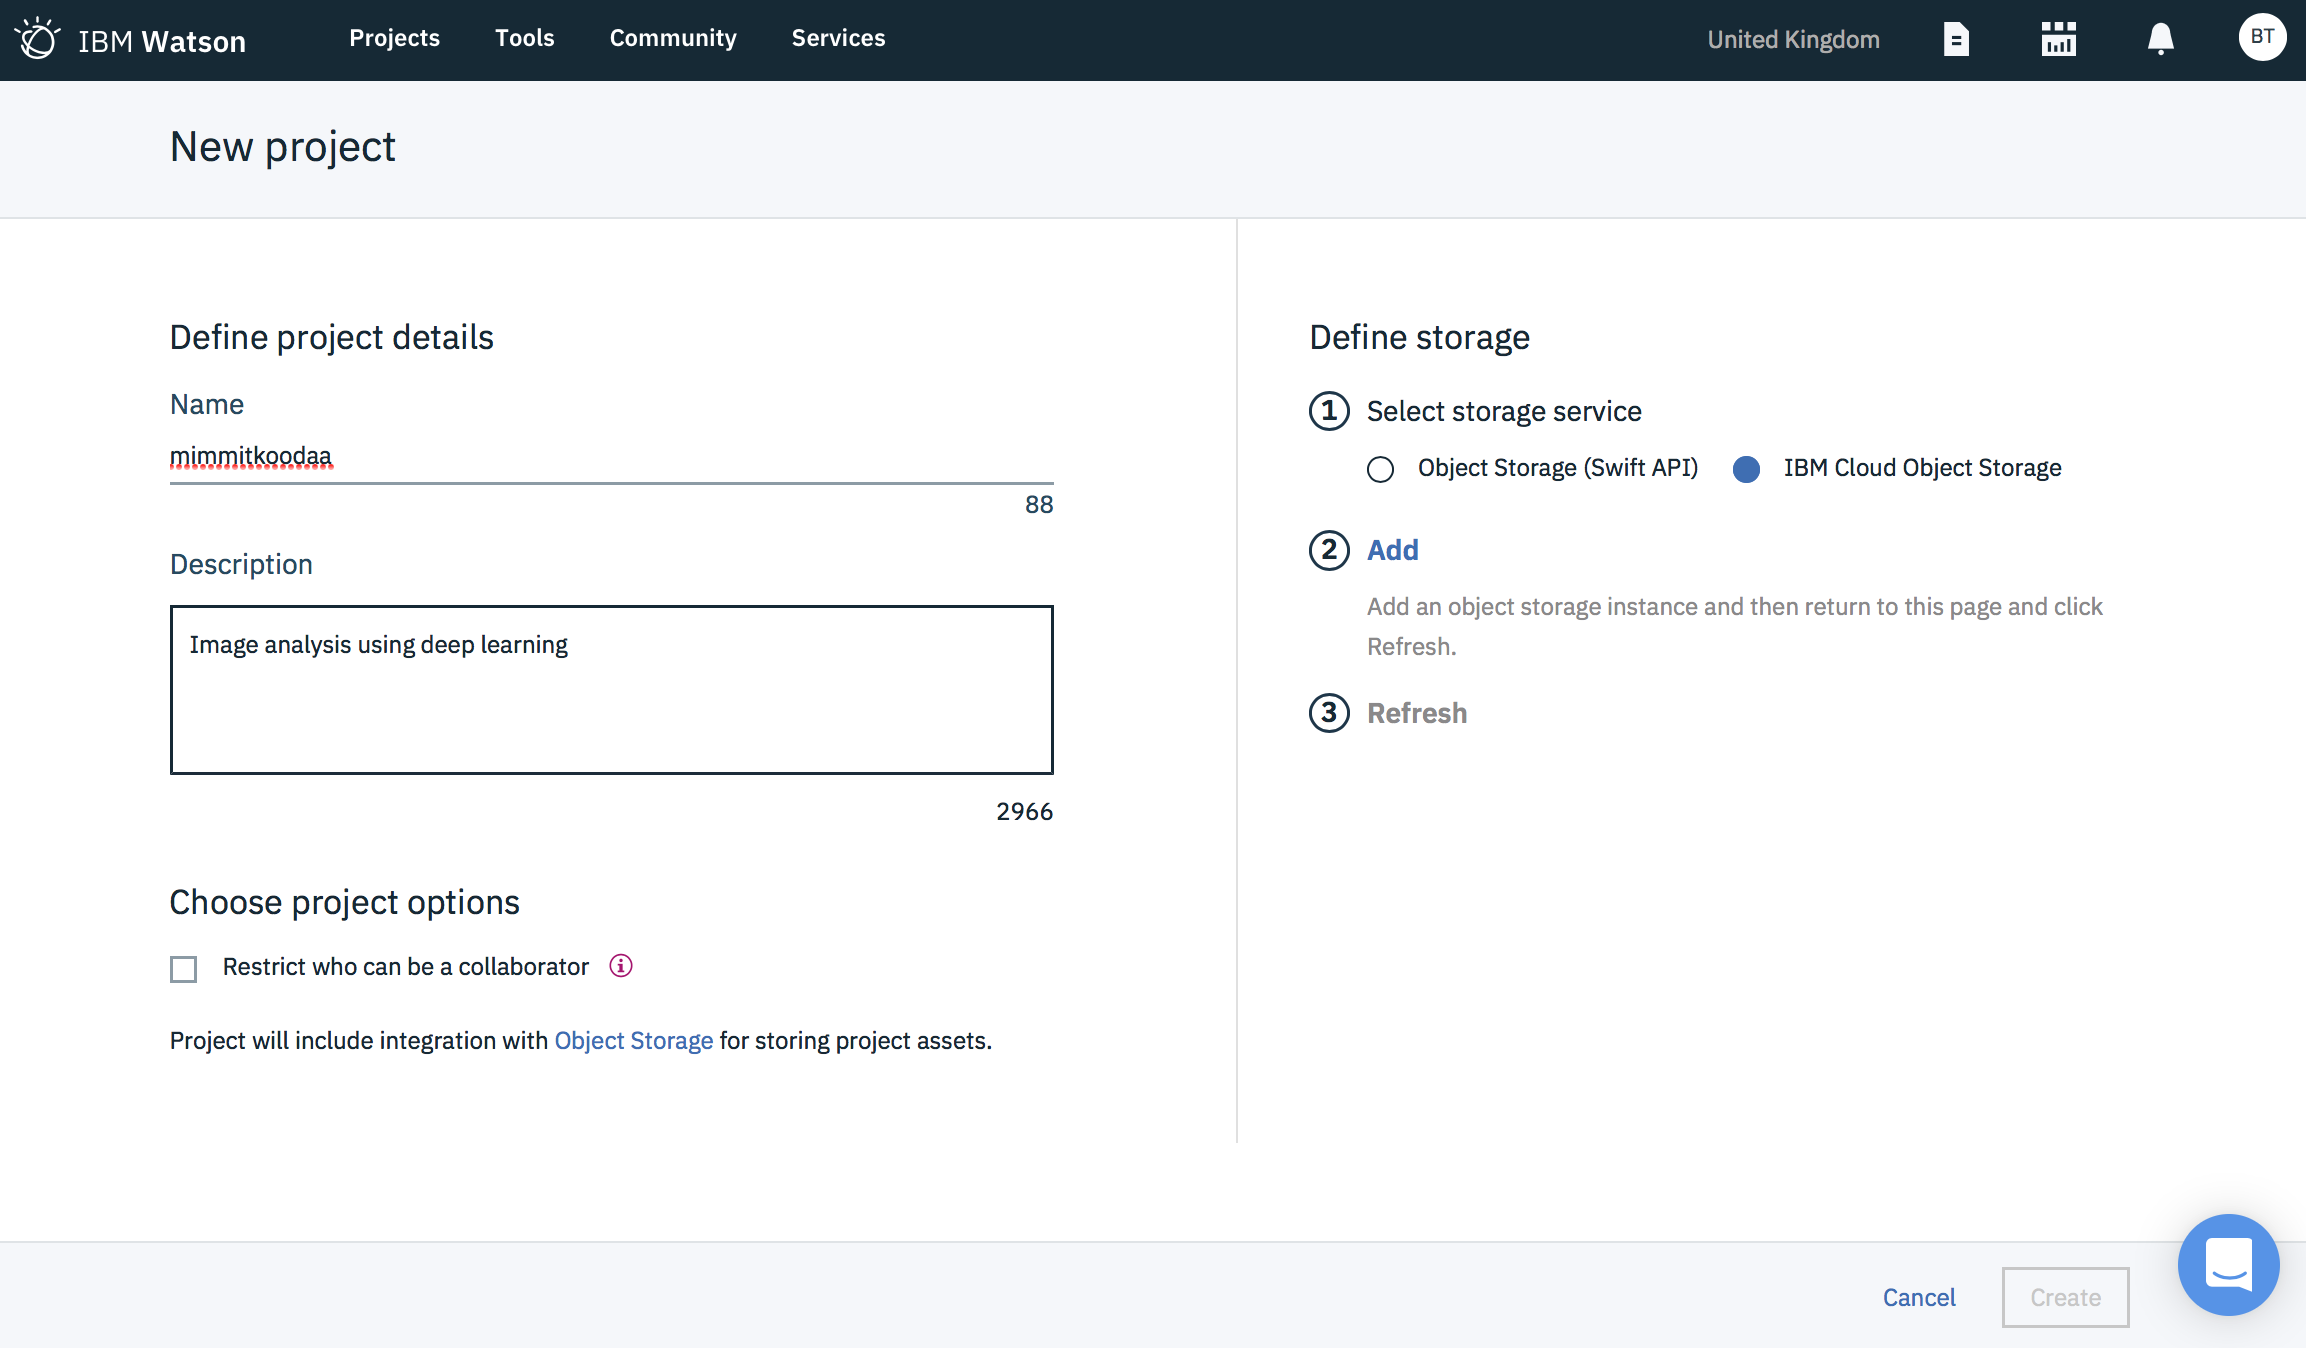 IBM Watson
Projects
Tools
Community
Services
United Kingdom
BT
New project
Define project details
Name
mimmitkoodaa
88
Description
Image analysis using deep learning
2966
Choose project options
Restrict who can be a collaborator
Project will include integration with Object Storage for storing project assets.
Define storage
1 Select storage service
Object Storage (Swift API)
IBM Cloud Object Storage
2 Add
Add an object storage instance and then return to this page and click
Refresh.
3 Refresh
Cancel
Create